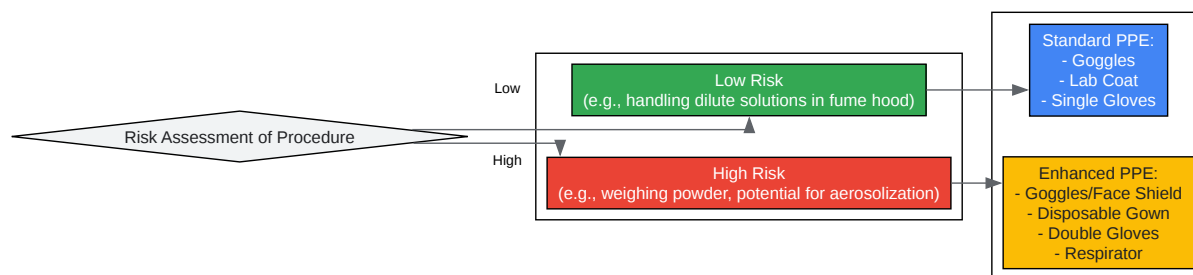 Risk Assessment of Procedure
Low
High
Low Risk
(e.g., handling dilute solutions in fume hood)
High Risk
(e.g., weighing powder, potential for aerosolization)
Standard PPE:
- Goggles
- Lab Coat
- Single Gloves
Enhanced PPE:
- Goggles/Face Shield
- Disposable Gown
- Double Gloves
- Respirator